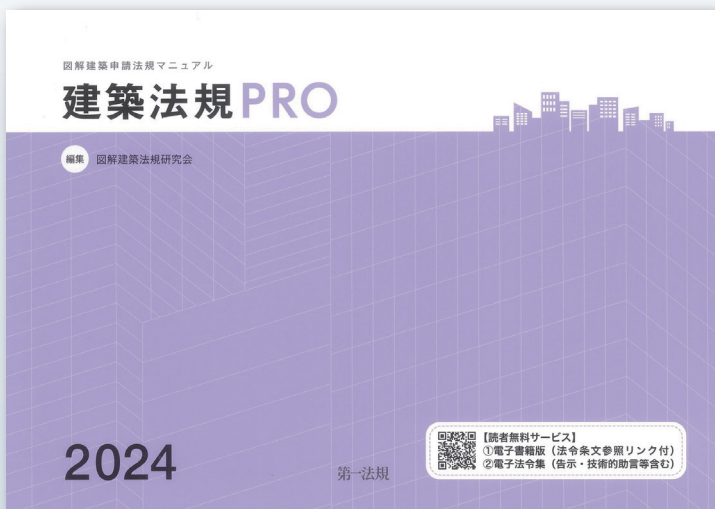 図解建築申請法規マニュアル
建築法規PRO
編集 図解建築法規研究会
2024
第一法規
【読者無料サービス】
①電子書籍版（法令条文参照リンク付）
②電子法令集（告示・技術的助言等含む）